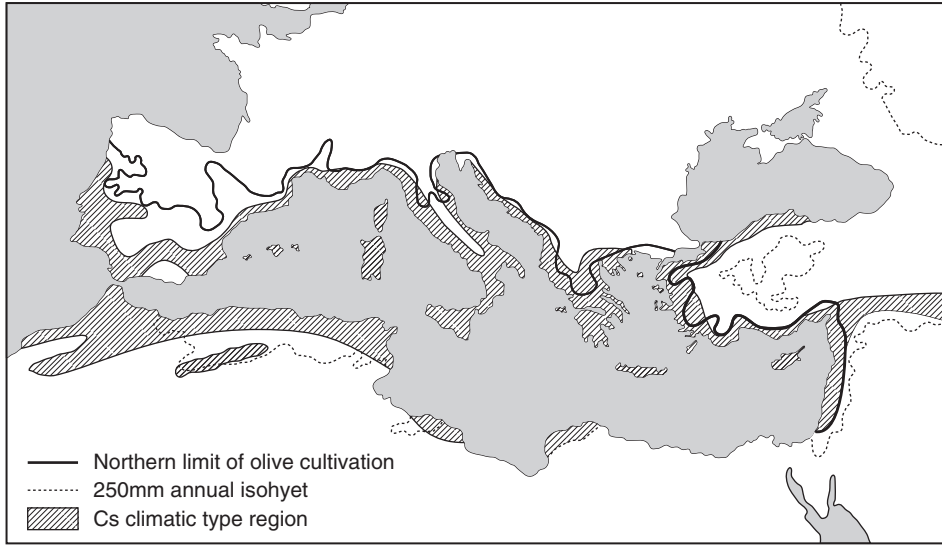 Northern limit of olive cultivation
250mm annual isohyet
Cs climatic type region